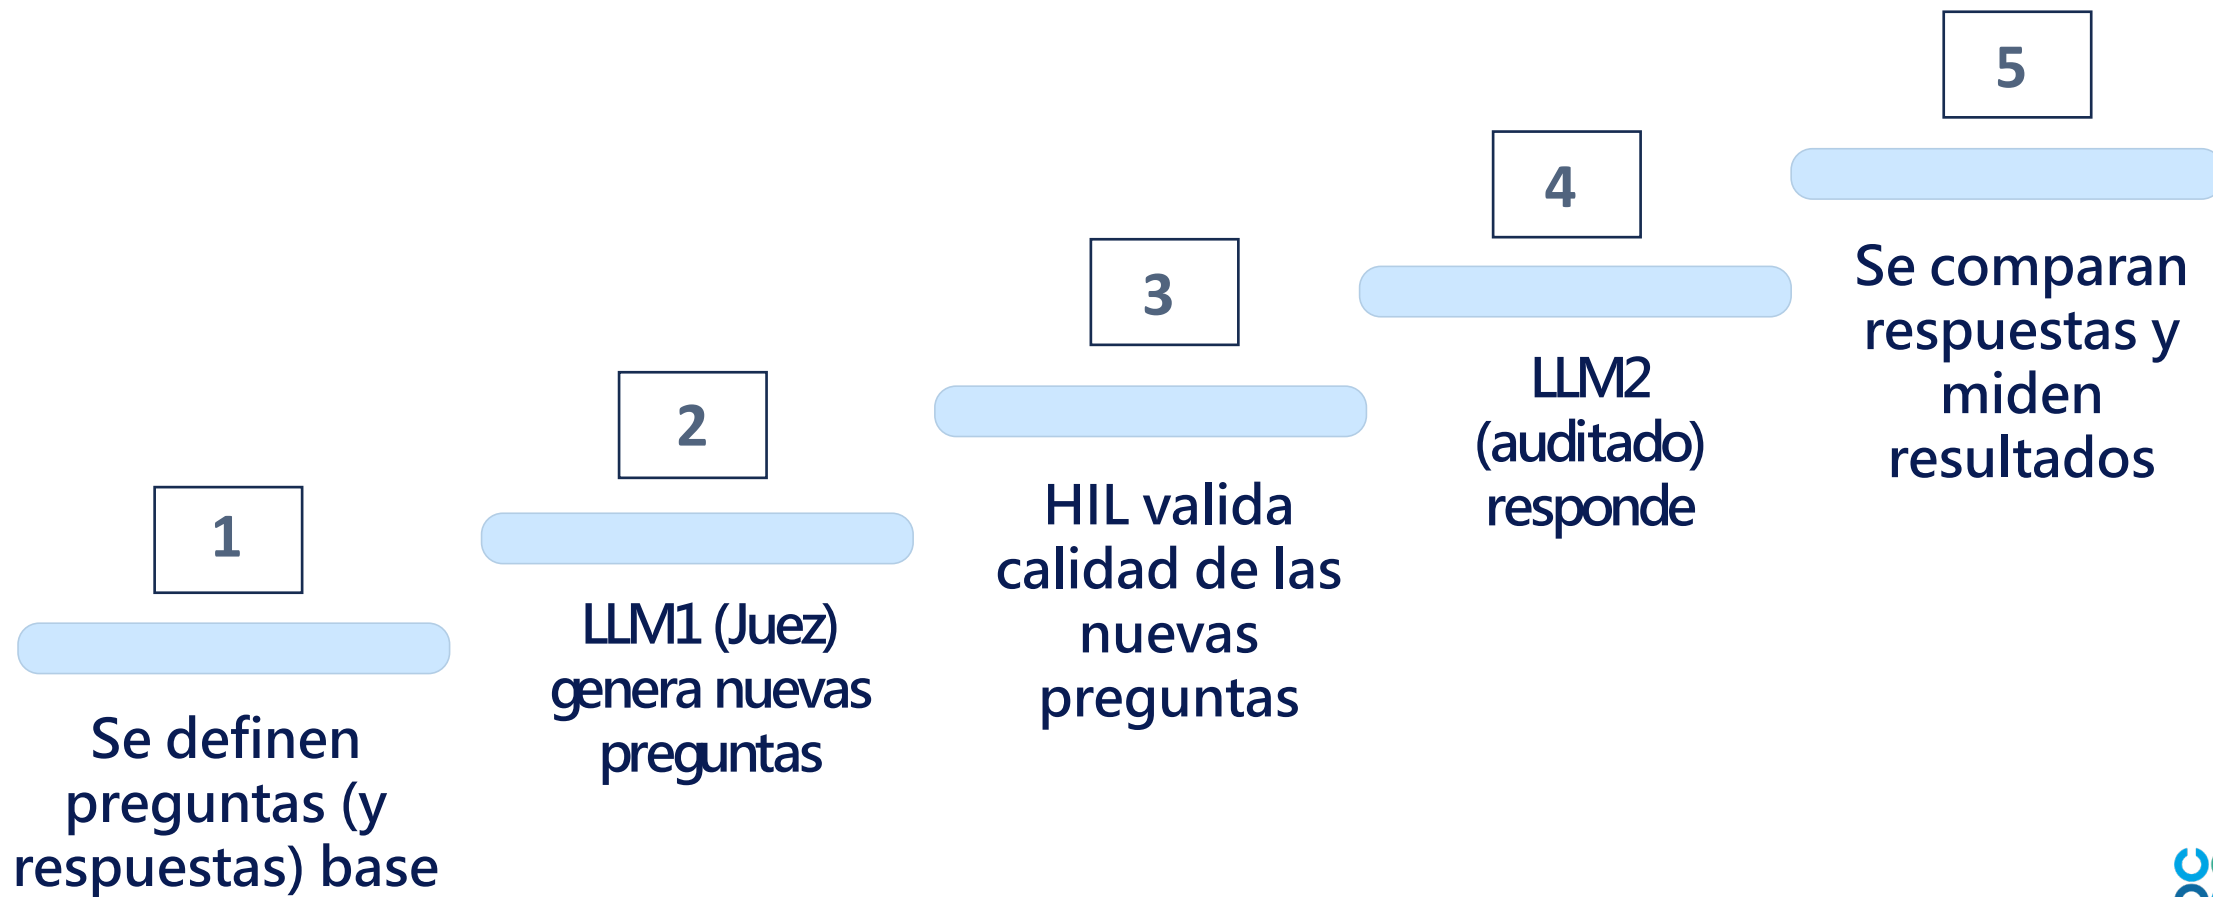 1
Se definen
preguntas (y
respuestas) base
2
LLM1 (Juez)
genera nuevas
preguntas
3
HIL valida
calidad de las
nuevas
preguntas
4
LLM2
(auditado)
responde
5
Se comparan
respuestas y
miden
resultados